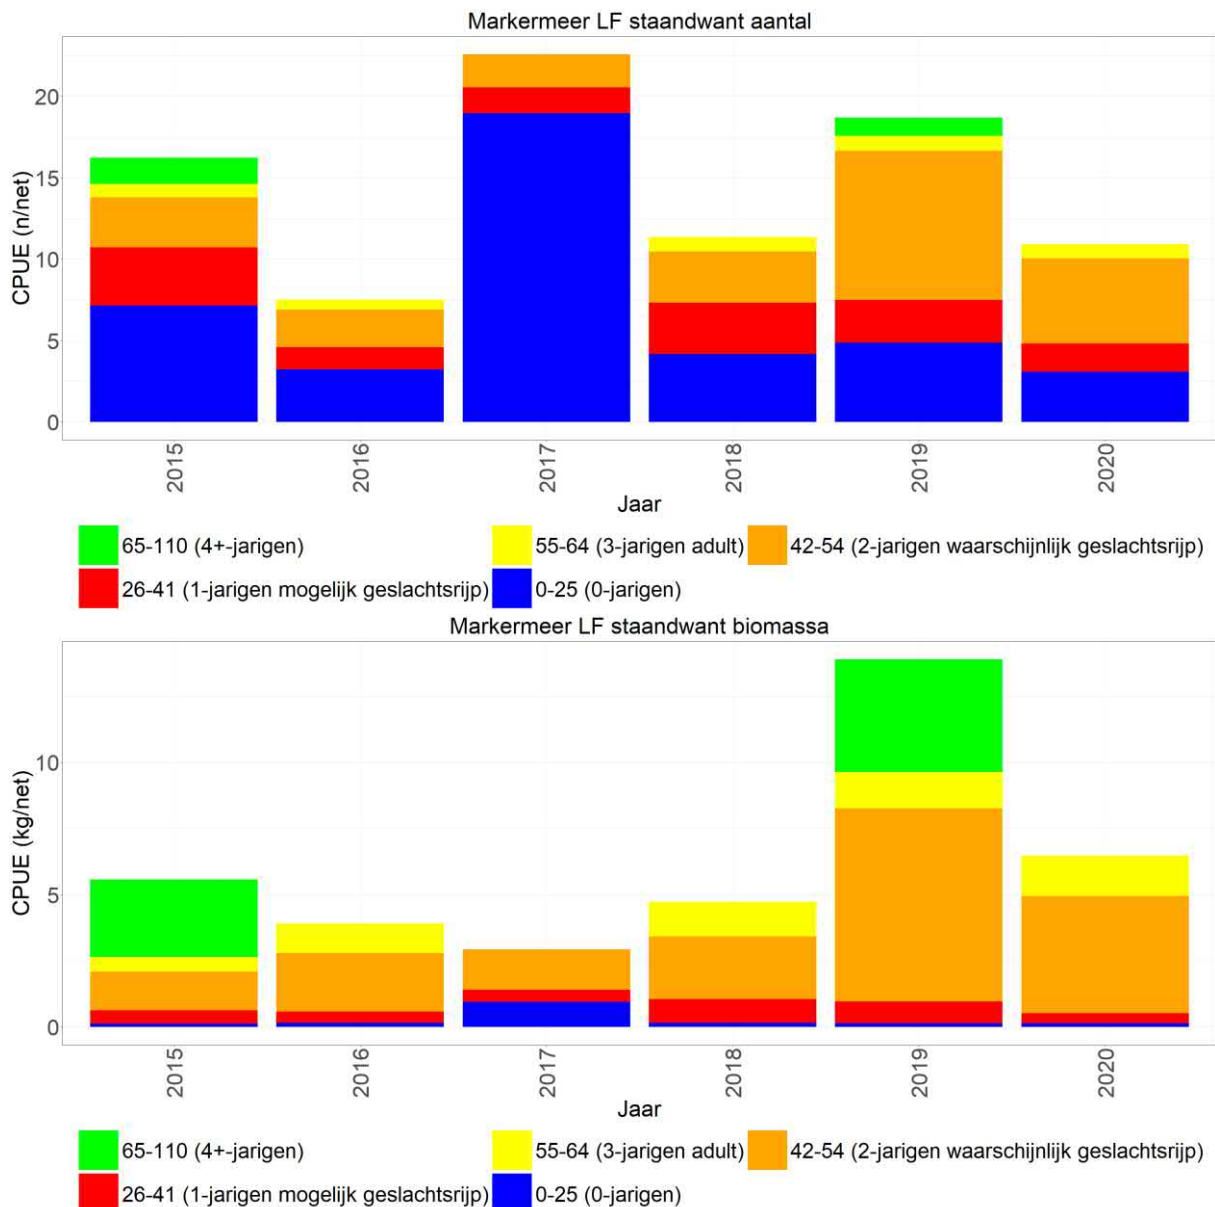 Markermeer LF staandwant aantal
CPUE (n/net)
20
15
10
5
0
2015 2016 2017 2018 2019 2020
Jaar
65-110 (4+-jarigen) 55-64 (3-jarigen adult) 42-54 (2-jarigen waarschijnlijk geslachtsrijp)
26-41 (1-jarigen mogelijk geslachtsrijp) 0-25 (0-jarigen)
Markermeer LF staandwant biomassa
CPUE (kg/net)
10
5
0
2015 2016 2017 2018 2019 2020
Jaar
65-110 (4+-jarigen) 55-64 (3-jarigen adult) 42-54 (2-jarigen waarschijnlijk geslachtsrijp)
26-41 (1-jarigen mogelijk geslachtsrijp) 0-25 (0-jarigen)